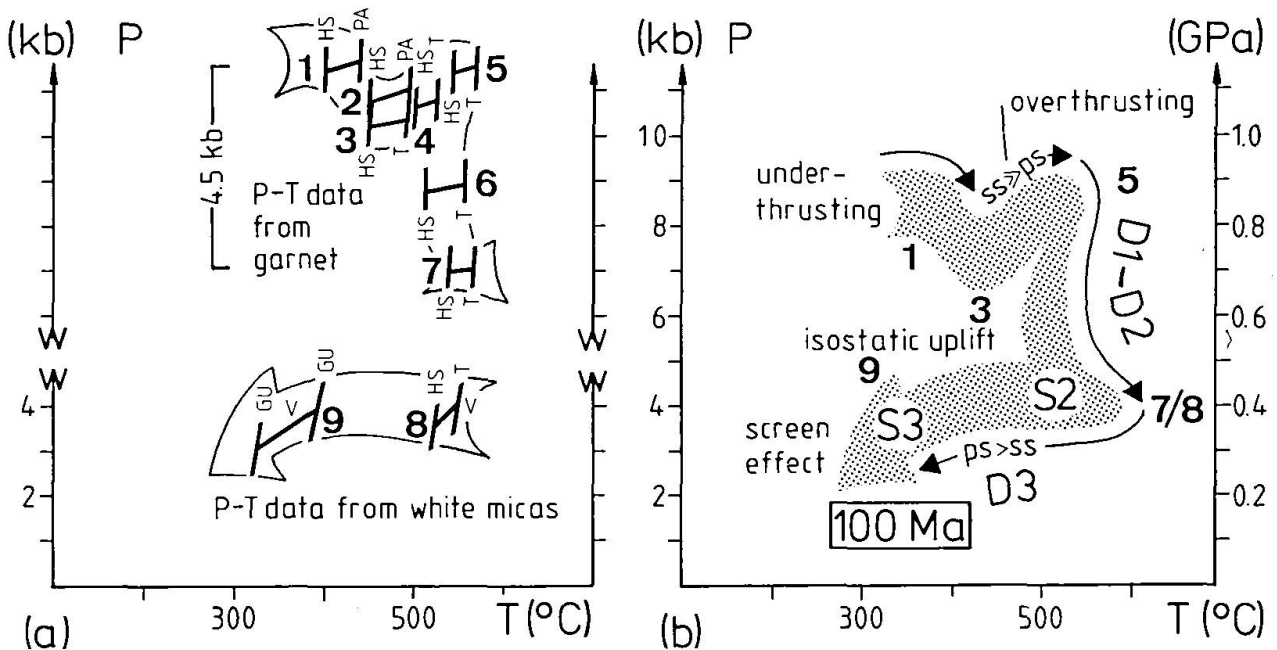 (kb) P
HS
PA
1
HS
PA
HS
T
5
2
3
4
HS
T
HS
T
4.5 kb
P-T data
from
garnet
6
HS
T
7
HS
T
4
2
GU
GU
V
9
HS
V
8
T
P-T data from white micas
300
500
T(°C)
(a)
(kb) P
(GPa)
overthrusting
10
8
6
4
2
1.0
0.8
0.6
0.4
0.2
under-
thrusting
ss≫ps
5
1
3
D1-D2
isostatic uplift
9
S2
7/8
S3
screen
effect
ps>ss
D3
100 Ma
300
500
T(°C)
(b)